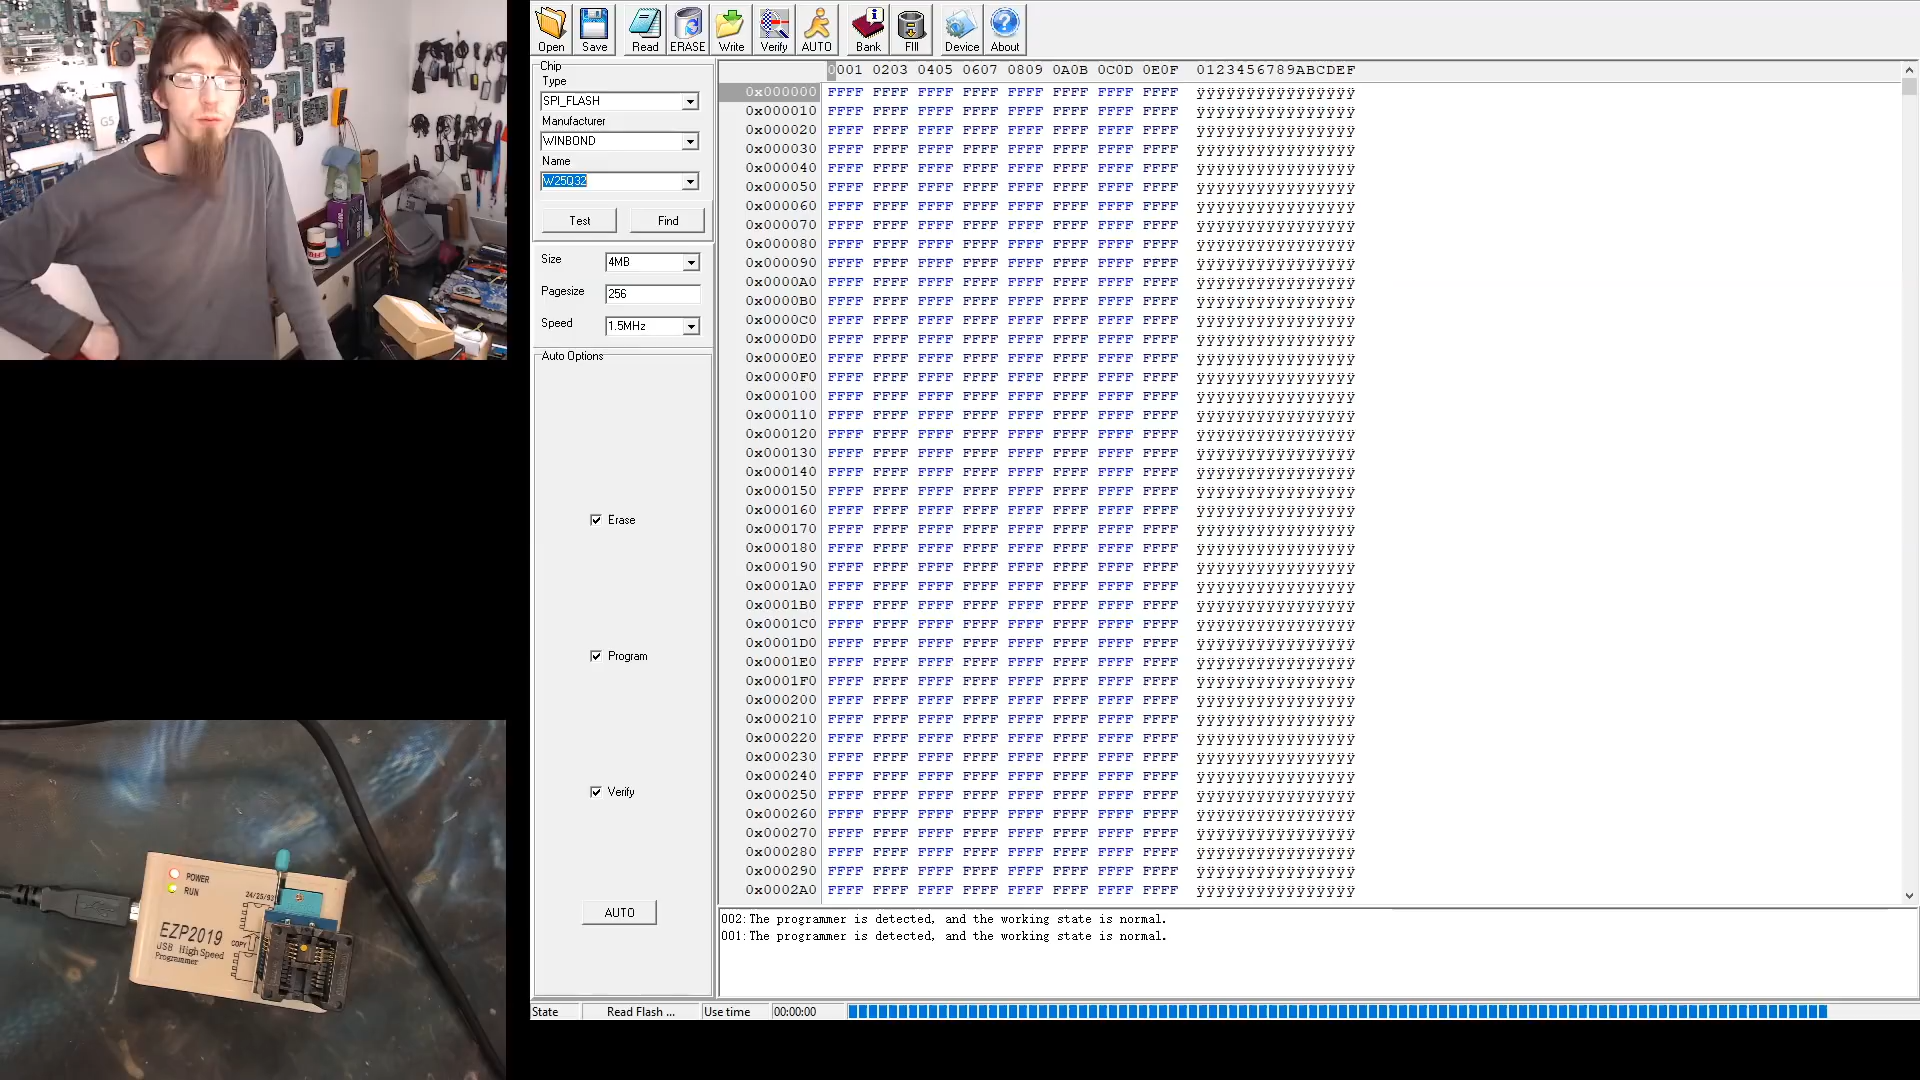 G5
POWER
RUN
24/25/93
EZP2019
COPY
USB High Speed
Programmer
Open Save Read ERASE Write Verify AUTO Bank FIll Device About
Chip
Type
SPI_FLASH
Manufacturer
WINBOND
Name
W25Q32
Test Find
Size 4MB
Pagesize 256
Speed 1.5MHz
Auto Options
Erase
Program
Verify
AUTO
0001 0203 0405 0607 0809 0A0B 0C0D 0E0F 0123456789ABCDEF
0x000000 FFFF FFFF FFFF FFFF FFFF FFFF FFFF FFFF ÿÿÿÿÿÿÿÿÿÿÿÿÿÿÿÿ
0x000010 FFFF FFFF FFFF FFFF FFFF FFFF FFFF FFFF ÿÿÿÿÿÿÿÿÿÿÿÿÿÿÿÿ
0x000020 FFFF FFFF FFFF FFFF FFFF FFFF FFFF FFFF ÿÿÿÿÿÿÿÿÿÿÿÿÿÿÿÿ
0x000030 FFFF FFFF FFFF FFFF FFFF FFFF FFFF FFFF ÿÿÿÿÿÿÿÿÿÿÿÿÿÿÿÿ
0x000040 FFFF FFFF FFFF FFFF FFFF FFFF FFFF FFFF ÿÿÿÿÿÿÿÿÿÿÿÿÿÿÿÿ
0x000050 FFFF FFFF FFFF FFFF FFFF FFFF FFFF FFFF ÿÿÿÿÿÿÿÿÿÿÿÿÿÿÿÿ
0x000060 FFFF FFFF FFFF FFFF FFFF FFFF FFFF FFFF ÿÿÿÿÿÿÿÿÿÿÿÿÿÿÿÿ
0x000070 FFFF FFFF FFFF FFFF FFFF FFFF FFFF FFFF ÿÿÿÿÿÿÿÿÿÿÿÿÿÿÿÿ
0x000080 FFFF FFFF FFFF FFFF FFFF FFFF FFFF FFFF ÿÿÿÿÿÿÿÿÿÿÿÿÿÿÿÿ
0x000090 FFFF FFFF FFFF FFFF FFFF FFFF FFFF FFFF ÿÿÿÿÿÿÿÿÿÿÿÿÿÿÿÿ
0x0000A0 FFFF FFFF FFFF FFFF FFFF FFFF FFFF FFFF ÿÿÿÿÿÿÿÿÿÿÿÿÿÿÿÿ
0x0000B0 FFFF FFFF FFFF FFFF FFFF FFFF FFFF FFFF ÿÿÿÿÿÿÿÿÿÿÿÿÿÿÿÿ
0x0000C0 FFFF FFFF FFFF FFFF FFFF FFFF FFFF FFFF ÿÿÿÿÿÿÿÿÿÿÿÿÿÿÿÿ
0x0000D0 FFFF FFFF FFFF FFFF FFFF FFFF FFFF FFFF ÿÿÿÿÿÿÿÿÿÿÿÿÿÿÿÿ
0x0000E0 FFFF FFFF FFFF FFFF FFFF FFFF FFFF FFFF ÿÿÿÿÿÿÿÿÿÿÿÿÿÿÿÿ
0x0000F0 FFFF FFFF FFFF FFFF FFFF FFFF FFFF FFFF ÿÿÿÿÿÿÿÿÿÿÿÿÿÿÿÿ
0x000100 FFFF FFFF FFFF FFFF FFFF FFFF FFFF FFFF ÿÿÿÿÿÿÿÿÿÿÿÿÿÿÿÿ
0x000110 FFFF FFFF FFFF FFFF FFFF FFFF FFFF FFFF ÿÿÿÿÿÿÿÿÿÿÿÿÿÿÿÿ
0x000120 FFFF FFFF FFFF FFFF FFFF FFFF FFFF FFFF ÿÿÿÿÿÿÿÿÿÿÿÿÿÿÿÿ
0x000130 FFFF FFFF FFFF FFFF FFFF FFFF FFFF FFFF ÿÿÿÿÿÿÿÿÿÿÿÿÿÿÿÿ
0x000140 FFFF FFFF FFFF FFFF FFFF FFFF FFFF FFFF ÿÿÿÿÿÿÿÿÿÿÿÿÿÿÿÿ
0x000150 FFFF FFFF FFFF FFFF FFFF FFFF FFFF FFFF ÿÿÿÿÿÿÿÿÿÿÿÿÿÿÿÿ
0x000160 FFFF FFFF FFFF FFFF FFFF FFFF FFFF FFFF ÿÿÿÿÿÿÿÿÿÿÿÿÿÿÿÿ
0x000170 FFFF FFFF FFFF FFFF FFFF FFFF FFFF FFFF ÿÿÿÿÿÿÿÿÿÿÿÿÿÿÿÿ
0x000180 FFFF FFFF FFFF FFFF FFFF FFFF FFFF FFFF ÿÿÿÿÿÿÿÿÿÿÿÿÿÿÿÿ
0x000190 FFFF FFFF FFFF FFFF FFFF FFFF FFFF FFFF ÿÿÿÿÿÿÿÿÿÿÿÿÿÿÿÿ
0x0001A0 FFFF FFFF FFFF FFFF FFFF FFFF FFFF FFFF ÿÿÿÿÿÿÿÿÿÿÿÿÿÿÿÿ
0x0001B0 FFFF FFFF FFFF FFFF FFFF FFFF FFFF FFFF ÿÿÿÿÿÿÿÿÿÿÿÿÿÿÿÿ
0x0001C0 FFFF FFFF FFFF FFFF FFFF FFFF FFFF FFFF ÿÿÿÿÿÿÿÿÿÿÿÿÿÿÿÿ
0x0001D0 FFFF FFFF FFFF FFFF FFFF FFFF FFFF FFFF ÿÿÿÿÿÿÿÿÿÿÿÿÿÿÿÿ
0x0001E0 FFFF FFFF FFFF FFFF FFFF FFFF FFFF FFFF ÿÿÿÿÿÿÿÿÿÿÿÿÿÿÿÿ
0x0001F0 FFFF FFFF FFFF FFFF FFFF FFFF FFFF FFFF ÿÿÿÿÿÿÿÿÿÿÿÿÿÿÿÿ
0x000200 FFFF FFFF FFFF FFFF FFFF FFFF FFFF FFFF ÿÿÿÿÿÿÿÿÿÿÿÿÿÿÿÿ
0x000210 FFFF FFFF FFFF FFFF FFFF FFFF FFFF FFFF ÿÿÿÿÿÿÿÿÿÿÿÿÿÿÿÿ
0x000220 FFFF FFFF FFFF FFFF FFFF FFFF FFFF FFFF ÿÿÿÿÿÿÿÿÿÿÿÿÿÿÿÿ
0x000230 FFFF FFFF FFFF FFFF FFFF FFFF FFFF FFFF ÿÿÿÿÿÿÿÿÿÿÿÿÿÿÿÿ
0x000240 FFFF FFFF FFFF FFFF FFFF FFFF FFFF FFFF ÿÿÿÿÿÿÿÿÿÿÿÿÿÿÿÿ
0x000250 FFFF FFFF FFFF FFFF FFFF FFFF FFFF FFFF ÿÿÿÿÿÿÿÿÿÿÿÿÿÿÿÿ
0x000260 FFFF FFFF FFFF FFFF FFFF FFFF FFFF FFFF ÿÿÿÿÿÿÿÿÿÿÿÿÿÿÿÿ
0x000270 FFFF FFFF FFFF FFFF FFFF FFFF FFFF FFFF ÿÿÿÿÿÿÿÿÿÿÿÿÿÿÿÿ
0x000280 FFFF FFFF FFFF FFFF FFFF FFFF FFFF FFFF ÿÿÿÿÿÿÿÿÿÿÿÿÿÿÿÿ
0x000290 FFFF FFFF FFFF FFFF FFFF FFFF FFFF FFFF ÿÿÿÿÿÿÿÿÿÿÿÿÿÿÿÿ
0x0002A0 FFFF FFFF FFFF FFFF FFFF FFFF FFFF FFFF ÿÿÿÿÿÿÿÿÿÿÿÿÿÿÿÿ
002:The programmer is detected, and the working state is normal.
001:The programmer is detected, and the working state is normal.
State Read Flash ... Use time 00:00:00